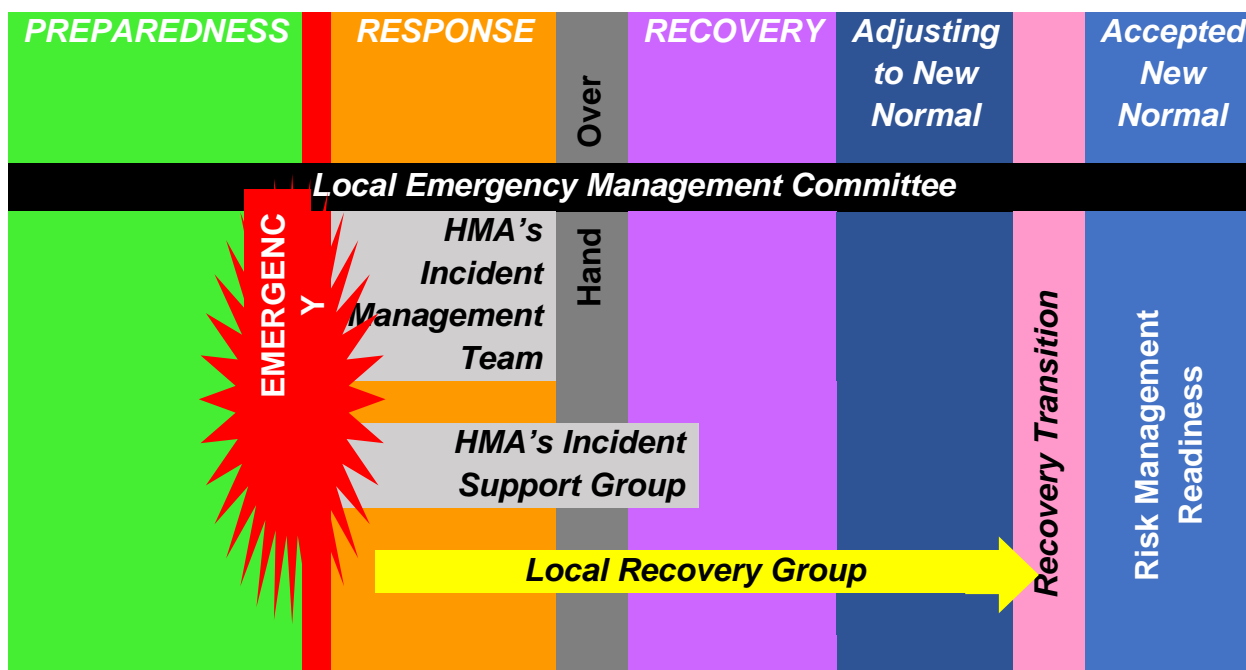 PREPAREDNESS
RESPONSE
Hand Over
RECOVERY
Adjusting
to New
Normal
Accepted
New
Normal
Local Emergency Management Committee
EMERGENC
Y
HMA’s
Incident
Management
Team
HMA’s Incident
Support Group
Local Recovery Group
Recovery Transition
Risk Management
Readiness